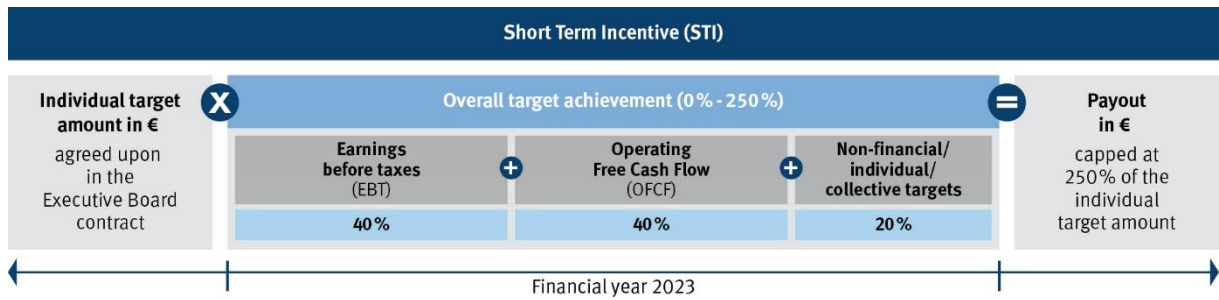 Short Term Incentive (STI)
Individual target
amount in €
agreed upon
in the
Executive Board
contract
X
Overall target achievement (0% - 250%)
Earnings
before taxes
(EBT)
40%
+
Operating
Free Cash Flow
(OFCF)
40%
+
Non-financial/
individual/
collective targets
20%
=
Payout
in €
capped at
250% of the
individual
target amount
Financial year 2023